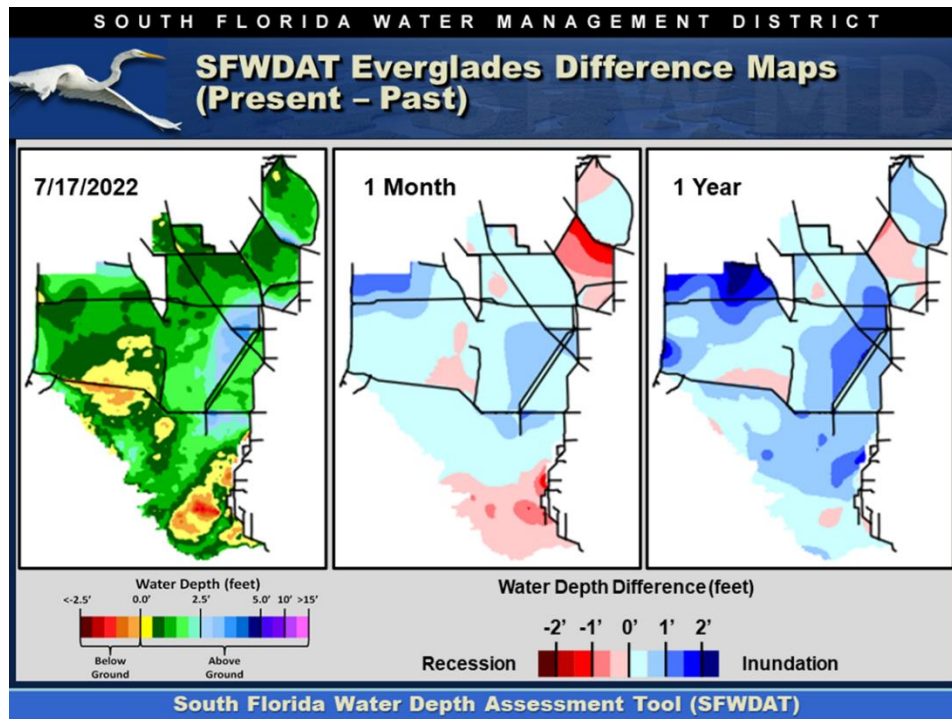 SOUTH FLORIDA WATER MANAGEMENT DISTRICT
SFWDAT Everglades Difference Maps
(Present – Past)
SFWMD
7/17/2022
1 Month
1 Year
Water Depth (feet)
<-2.5' 0.0' 2.5' 5.0' 10' >15'
Below
Ground
Above
Ground
Water Depth Difference (feet)
-2' -1' 0' 1' 2'
Recession
Inundation
South Florida Water Depth Assessment Tool (SFWDAT)